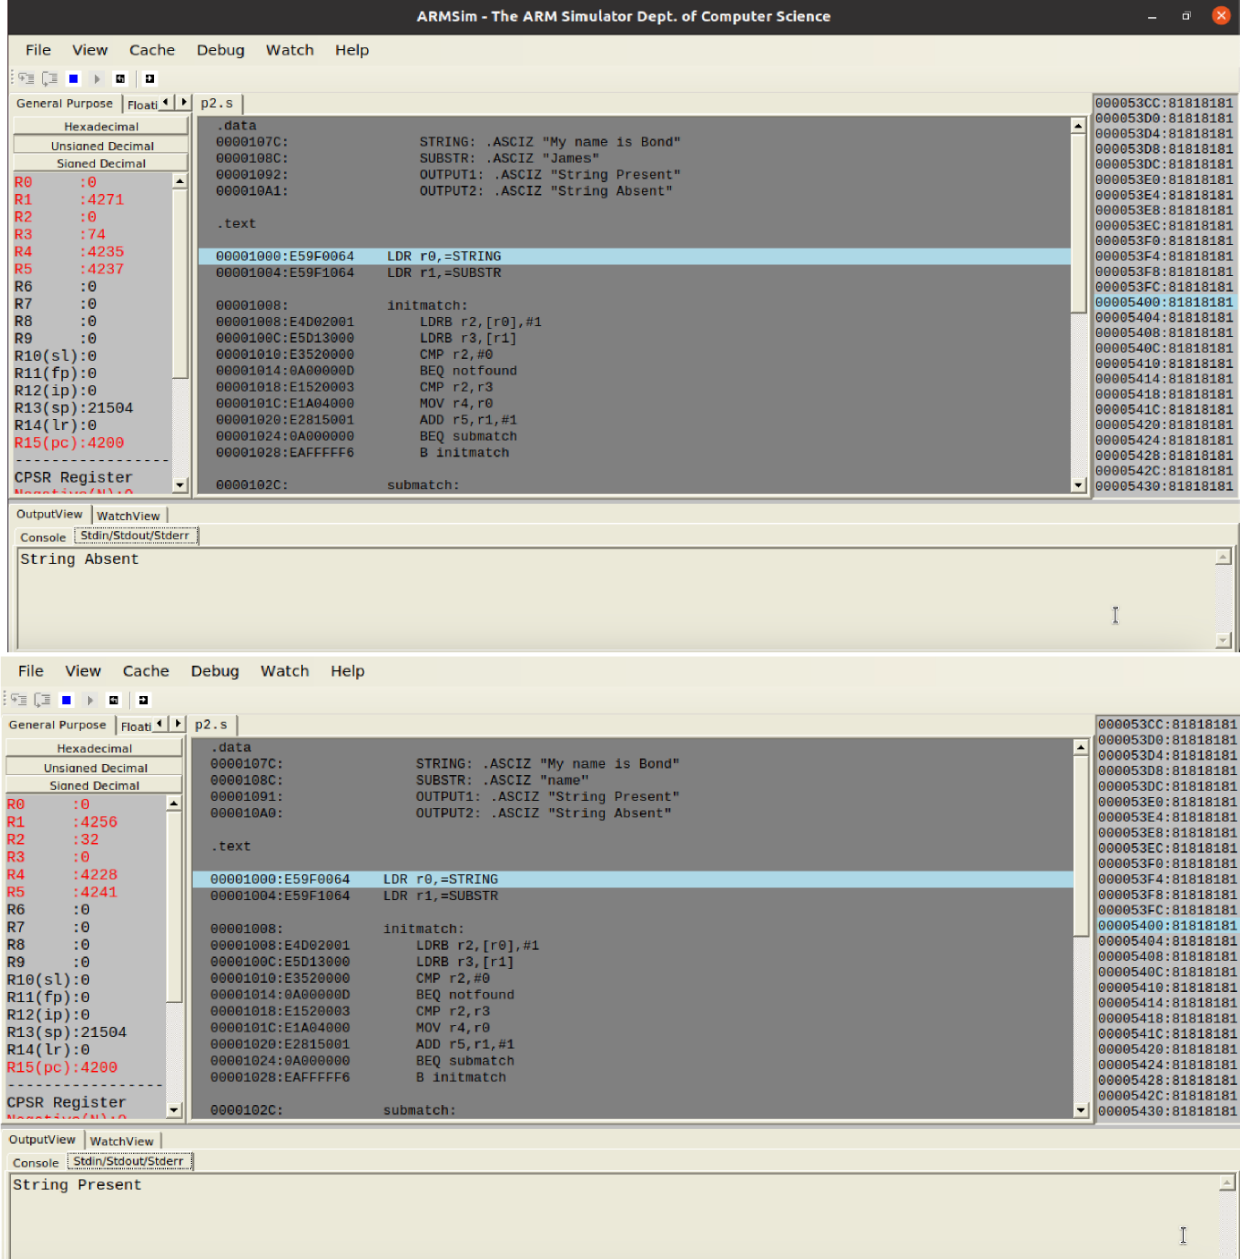 ARMSim - The ARM Simulator Dept. of Computer Science
File View Cache Debug Watch Help
General Purpose Floati p2.s
Hexadecimal
Unsigned Decimal
Signed Decimal
R0 :0
R1 :4271
R2 :0
R3 :74
R4 :4235
R5 :4237
R6 :0
R7 :0
R8 :0
R9 :0
R10(sl):0
R11(fp):0
R12(ip):0
R13(sp):21504
R14(lr):0
R15(pc):4200
-----------------
CPSR Register
Negative(N):0
.data
0000107C: STRING: .ASCIZ "My name is Bond"
0000108C: SUBSTR: .ASCIZ "James"
00001092: OUTPUT1: .ASCIZ "String Present"
000010A1: OUTPUT2: .ASCIZ "String Absent"
.text
00001000:E59F0064 LDR r0,=STRING
00001004:E59F1064 LDR r1,=SUBSTR
00001008: initmatch:
00001008:E4D02001 LDRB r2,[r0],#1
0000100C:E5D13000 LDRB r3,[r1]
00001010:E3520000 CMP r2,#0
00001014:0A00000D BEQ notfound
00001018:E1520003 CMP r2,r3
0000101C:E1A04000 MOV r4,r0
00001020:E2815001 ADD r5,r1,#1
00001024:0A000000 BEQ submatch
00001028:EAFFFFF6 B initmatch
0000102C: submatch:
000053CC:81818181
000053D0:81818181
000053D4:81818181
000053D8:81818181
000053DC:81818181
000053E0:81818181
000053E4:81818181
000053E8:81818181
000053EC:81818181
000053F0:81818181
000053F4:81818181
000053F8:81818181
000053FC:81818181
00005400:81818181
00005404:81818181
00005408:81818181
0000540C:81818181
00005410:81818181
00005414:81818181
00005418:81818181
0000541C:81818181
00005420:81818181
00005424:81818181
00005428:81818181
0000542C:81818181
00005430:81818181
OutputView WatchView
Console Stdin/Stdout/Stderr
String Absent
File View Cache Debug Watch Help
General Purpose Floati p2.s
Hexadecimal
Unsigned Decimal
Signed Decimal
R0 :0
R1 :4256
R2 :32
R3 :0
R4 :4228
R5 :4241
R6 :0
R7 :0
R8 :0
R9 :0
R10(sl):0
R11(fp):0
R12(ip):0
R13(sp):21504
R14(lr):0
R15(pc):4200
-----------------
CPSR Register
Negative(N):0
.data
0000107C: STRING: .ASCIZ "My name is Bond"
0000108C: SUBSTR: .ASCIZ "name"
00001091: OUTPUT1: .ASCIZ "String Present"
000010A0: OUTPUT2: .ASCIZ "String Absent"
.text
00001000:E59F0064 LDR r0,=STRING
00001004:E59F1064 LDR r1,=SUBSTR
00001008: initmatch:
00001008:E4D02001 LDRB r2,[r0],#1
0000100C:E5D13000 LDRB r3,[r1]
00001010:E3520000 CMP r2,#0
00001014:0A00000D BEQ notfound
00001018:E1520003 CMP r2,r3
0000101C:E1A04000 MOV r4,r0
00001020:E2815001 ADD r5,r1,#1
00001024:0A000000 BEQ submatch
00001028:EAFFFFF6 B initmatch
0000102C: submatch:
000053CC:81818181
000053D0:81818181
000053D4:81818181
000053D8:81818181
000053DC:81818181
000053E0:81818181
000053E4:81818181
000053E8:81818181
000053EC:81818181
000053F0:81818181
000053F4:81818181
000053F8:81818181
000053FC:81818181
00005400:81818181
00005404:81818181
00005408:81818181
0000540C:81818181
00005410:81818181
00005414:81818181
00005418:81818181
0000541C:81818181
00005420:81818181
00005424:81818181
00005428:81818181
0000542C:81818181
00005430:81818181
OutputView WatchView
Console Stdin/Stdout/Stderr
String Present